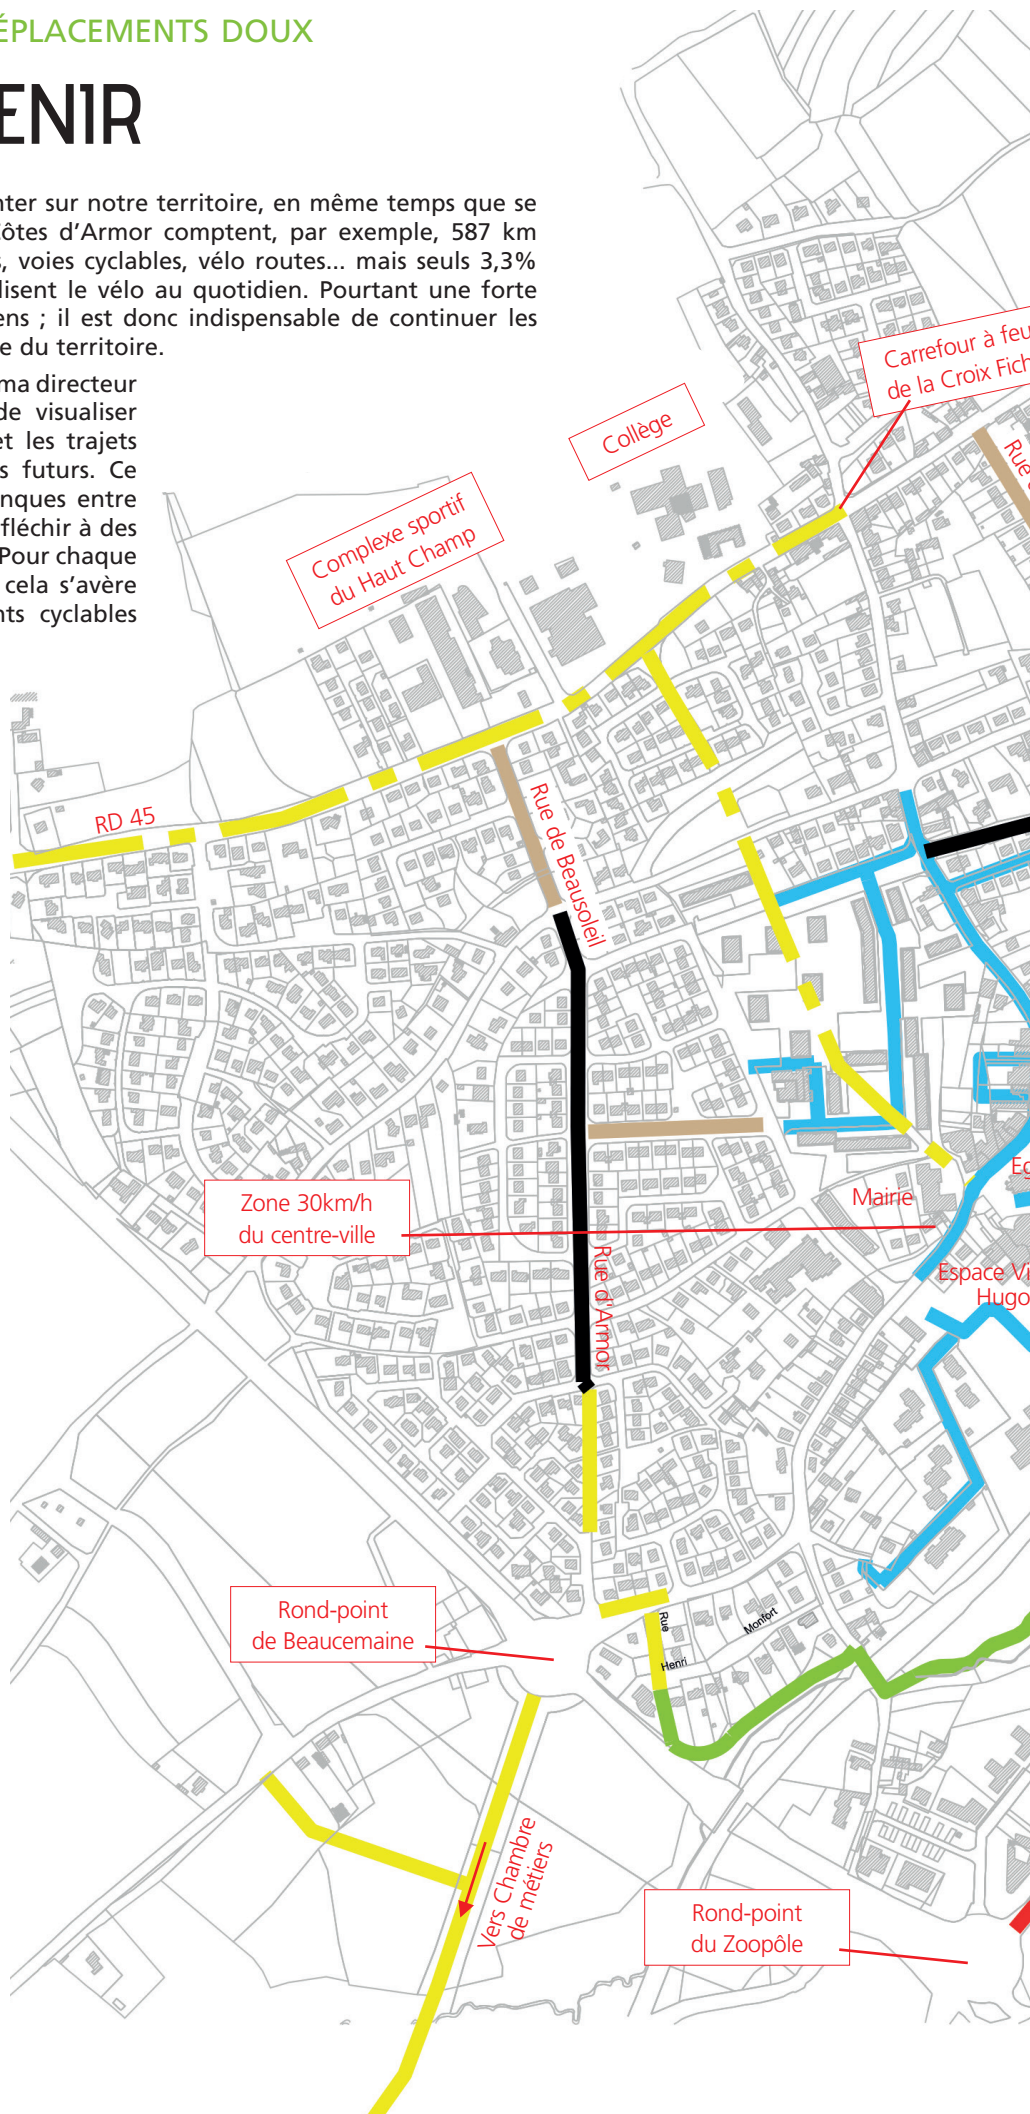 ÉPLACEMENTS DOUX
ENIR
nter sur notre territoire, en même temps que se
ôtes d'Armor comptent, par exemple, 587 km
s, voies cyclables, vélo routes... mais seuls 3,3%
lisent le vélo au quotidien. Pourtant une forte
ens ; il est donc indispensable de continuer les
e du territoire.
ma directeur
de visualiser
et les trajets
s futurs. Ce
nques entre
fléchir à des
Pour chaque
cela s'avère
nts cyclables
Carrefour à feu
de la Croix Fich
Collège
Complexe sportif
du Haut Champ
Rue
RD 45
Rue de Beausoleil
Zone 30km/h
du centre-ville
Mairie
Eg
Espace Vi
Hugo
Rue d'Armor
Rond-point
de Beaucemaine
Rue
Henri
Monfort
Vers Chambre
de métiers
Rond-point
du Zoopôle